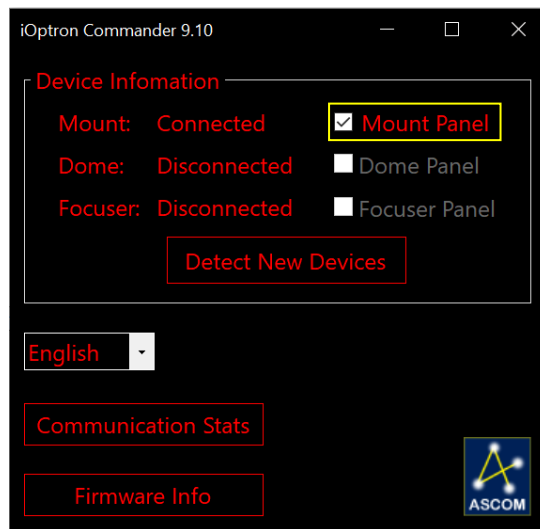 iOptron Commander 9.10
Device Infomation
Mount: Connected Mount Panel
Dome: Disconnected Dome Panel
Focuser: Disconnected Focuser Panel
Detect New Devices
English
Communication Stats
Firmware Info
ASCOM